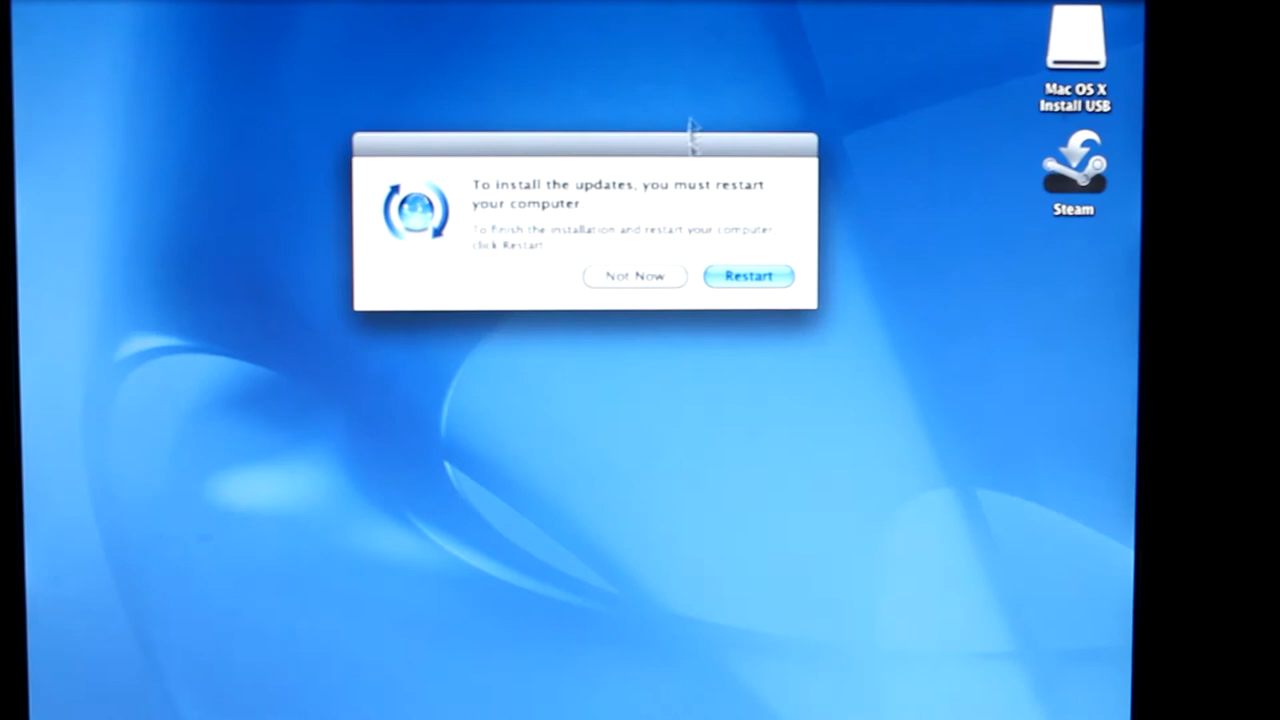 Mac OS X
Install USB
Steam
To install the updates, you must restart
your computer
To finish the installation and restart your computer,
click Restart
Not Now
Restart